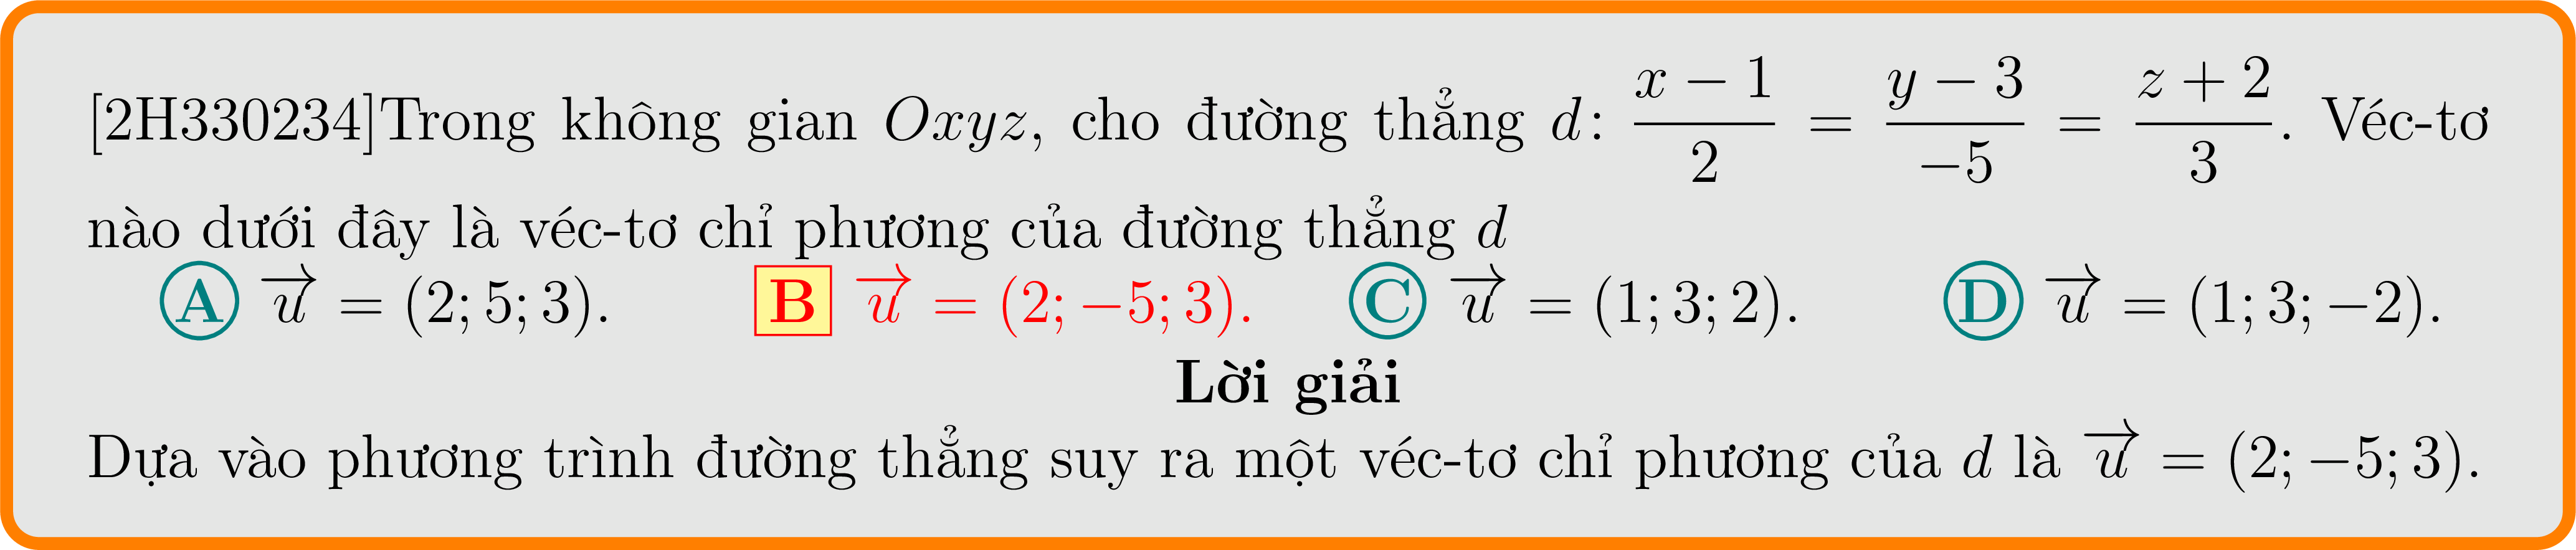 [2H330234]Trong không gian Oxyz, cho đường thẳng d: \frac{x − 1}{2} = \frac{y − 3}{−5} = \frac{z + 2}{3}. Véc-tơ
nào dưới đây là véc-tơ chỉ phương của đường thẳng d
A \overrightarrow{u} = (2; 5; 3). B \overrightarrow{u} = (2; −5; 3). C \overrightarrow{u} = (1; 3; 2). D \overrightarrow{u} = (1; 3; −2).
Lời giải
Dựa vào phương trình đường thẳng suy ra một véc-tơ chỉ phương của d là \overrightarrow{u} = (2; −5; 3).